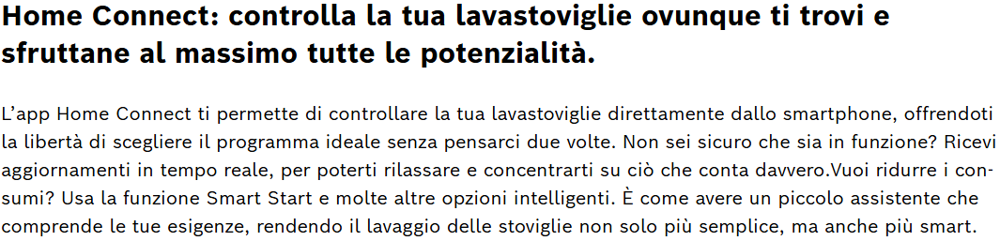 Home Connect: controlla la tua lavastoviglie ovunque ti trovi e
sfruttane al massimo tutte le potenzialità.
L’app Home Connect ti permette di controllare la tua lavastoviglie direttamente dallo smartphone, offrendoti
la libertà di scegliere il programma ideale senza pensarci due volte. Non sei sicuro che sia in funzione? Ricevi
aggiornamenti in tempo reale, per poterti rilassare e concentrarti su ciò che conta davvero.Vuoi ridurre i con-
sumi? Usa la funzione Smart Start e molte altre opzioni intelligenti. È come avere un piccolo assistente che
comprende le tue esigenze, rendendo il lavaggio delle stoviglie non solo più semplice, ma anche più smart.